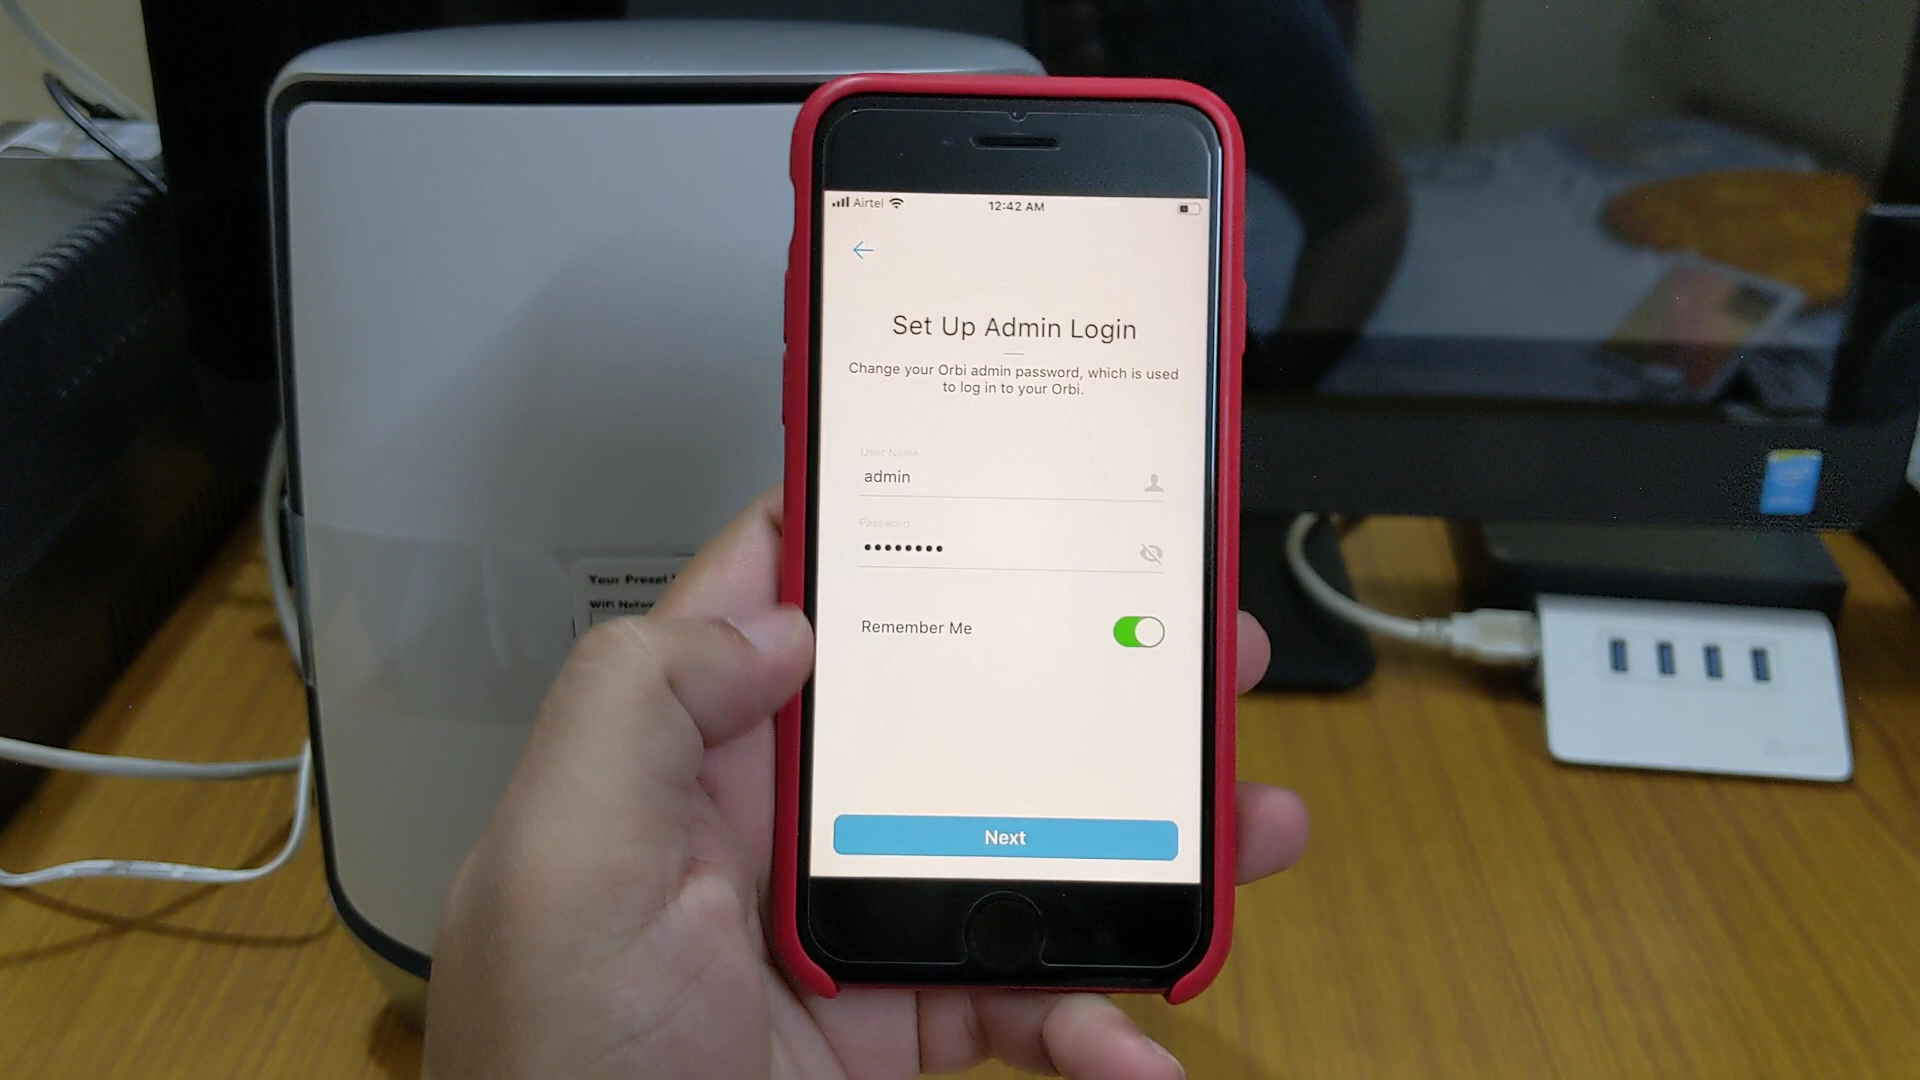 Airtel
12:42 AM
Set Up Admin Login
Change your Orbi admin password, which is used
to log in to your Orbi.
User Name
admin
Password
••••••••
Remember Me
Next
Your Preset
WiFi